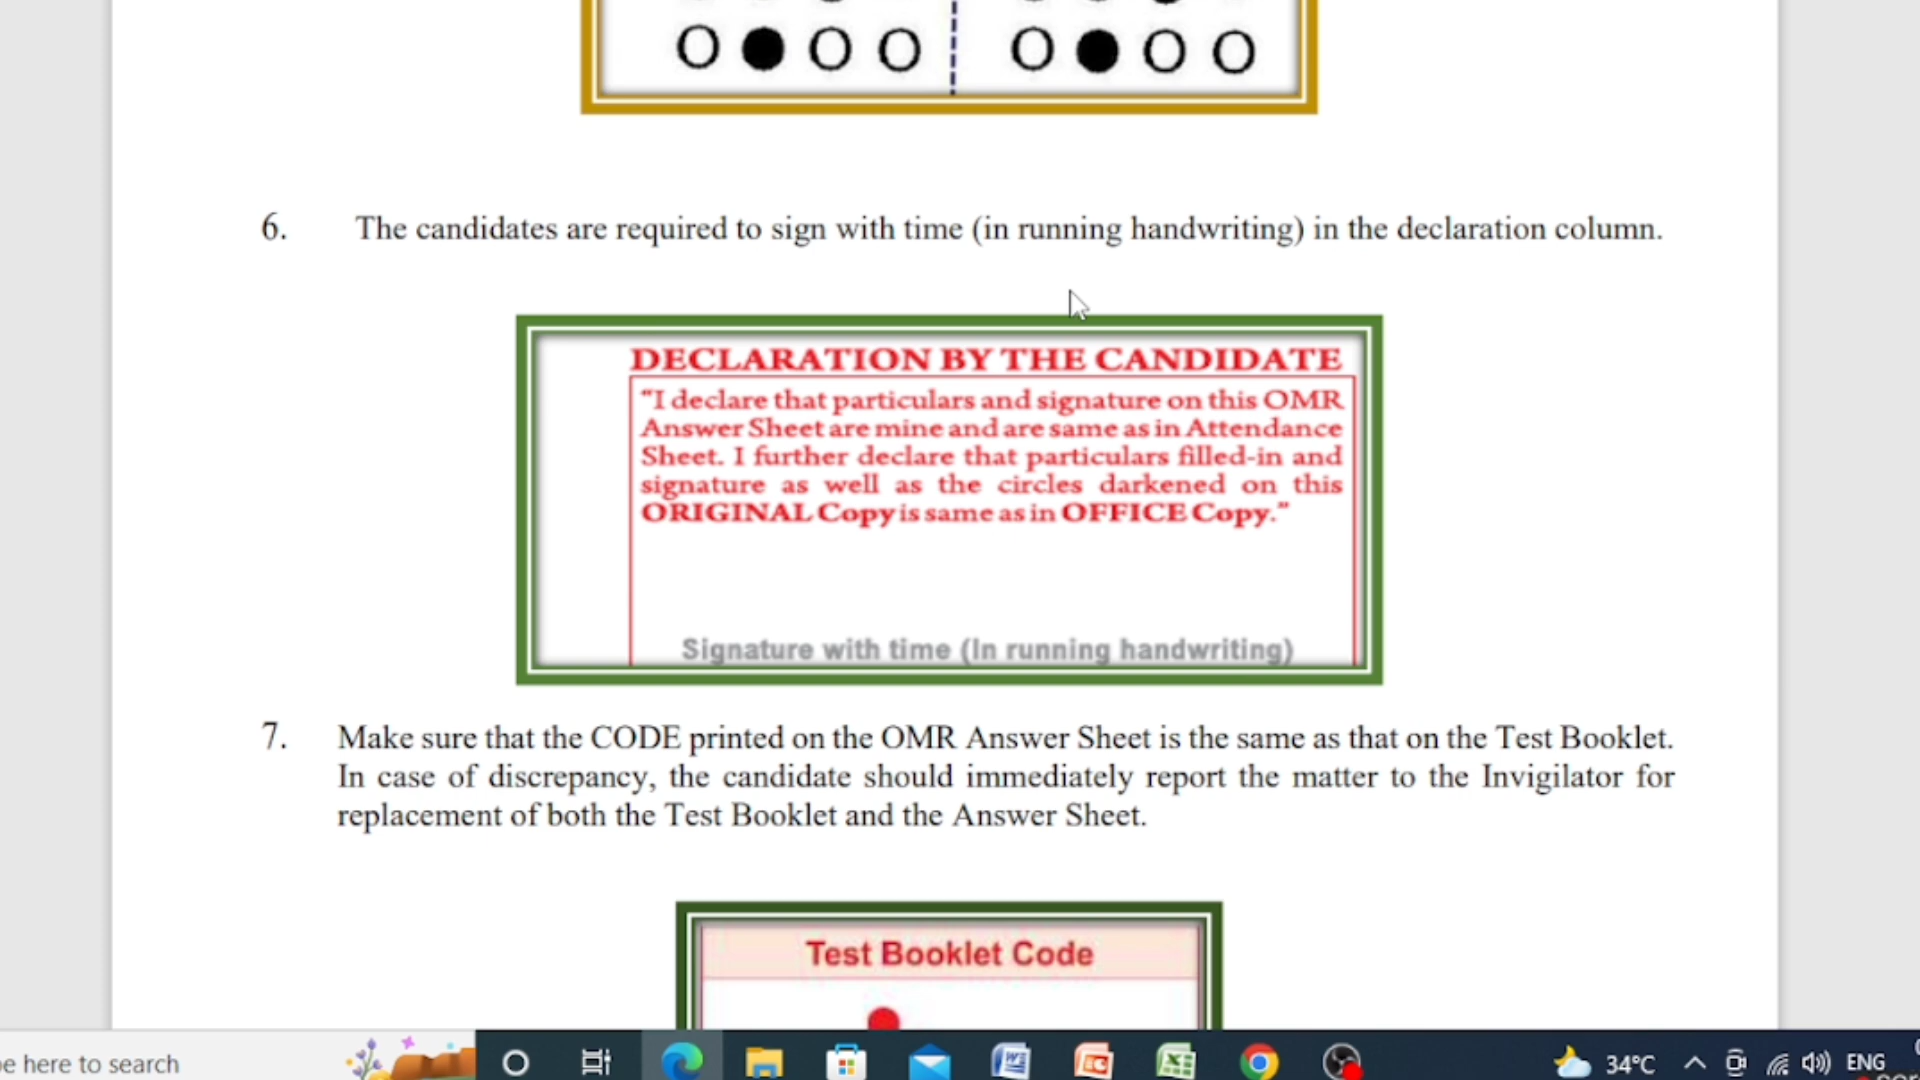 6. The candidates are required to sign with time (in running handwriting) in the declaration column.
DECLARATION BY THE CANDIDATE
"I declare that particulars and signature on this OMR
Answer Sheet are mine and are same as in Attendance
Sheet. I further declare that particulars filled-in and
signature as well as the circles darkened on this
ORIGINAL Copy is same as in OFFICE Copy."
Signature with time (In running handwriting)
7. Make sure that the CODE printed on the OMR Answer Sheet is the same as that on the Test Booklet.
In case of discrepancy, the candidate should immediately report the matter to the Invigilator for
replacement of both the Test Booklet and the Answer Sheet.
Test Booklet Code
here to search
34°C
ENG